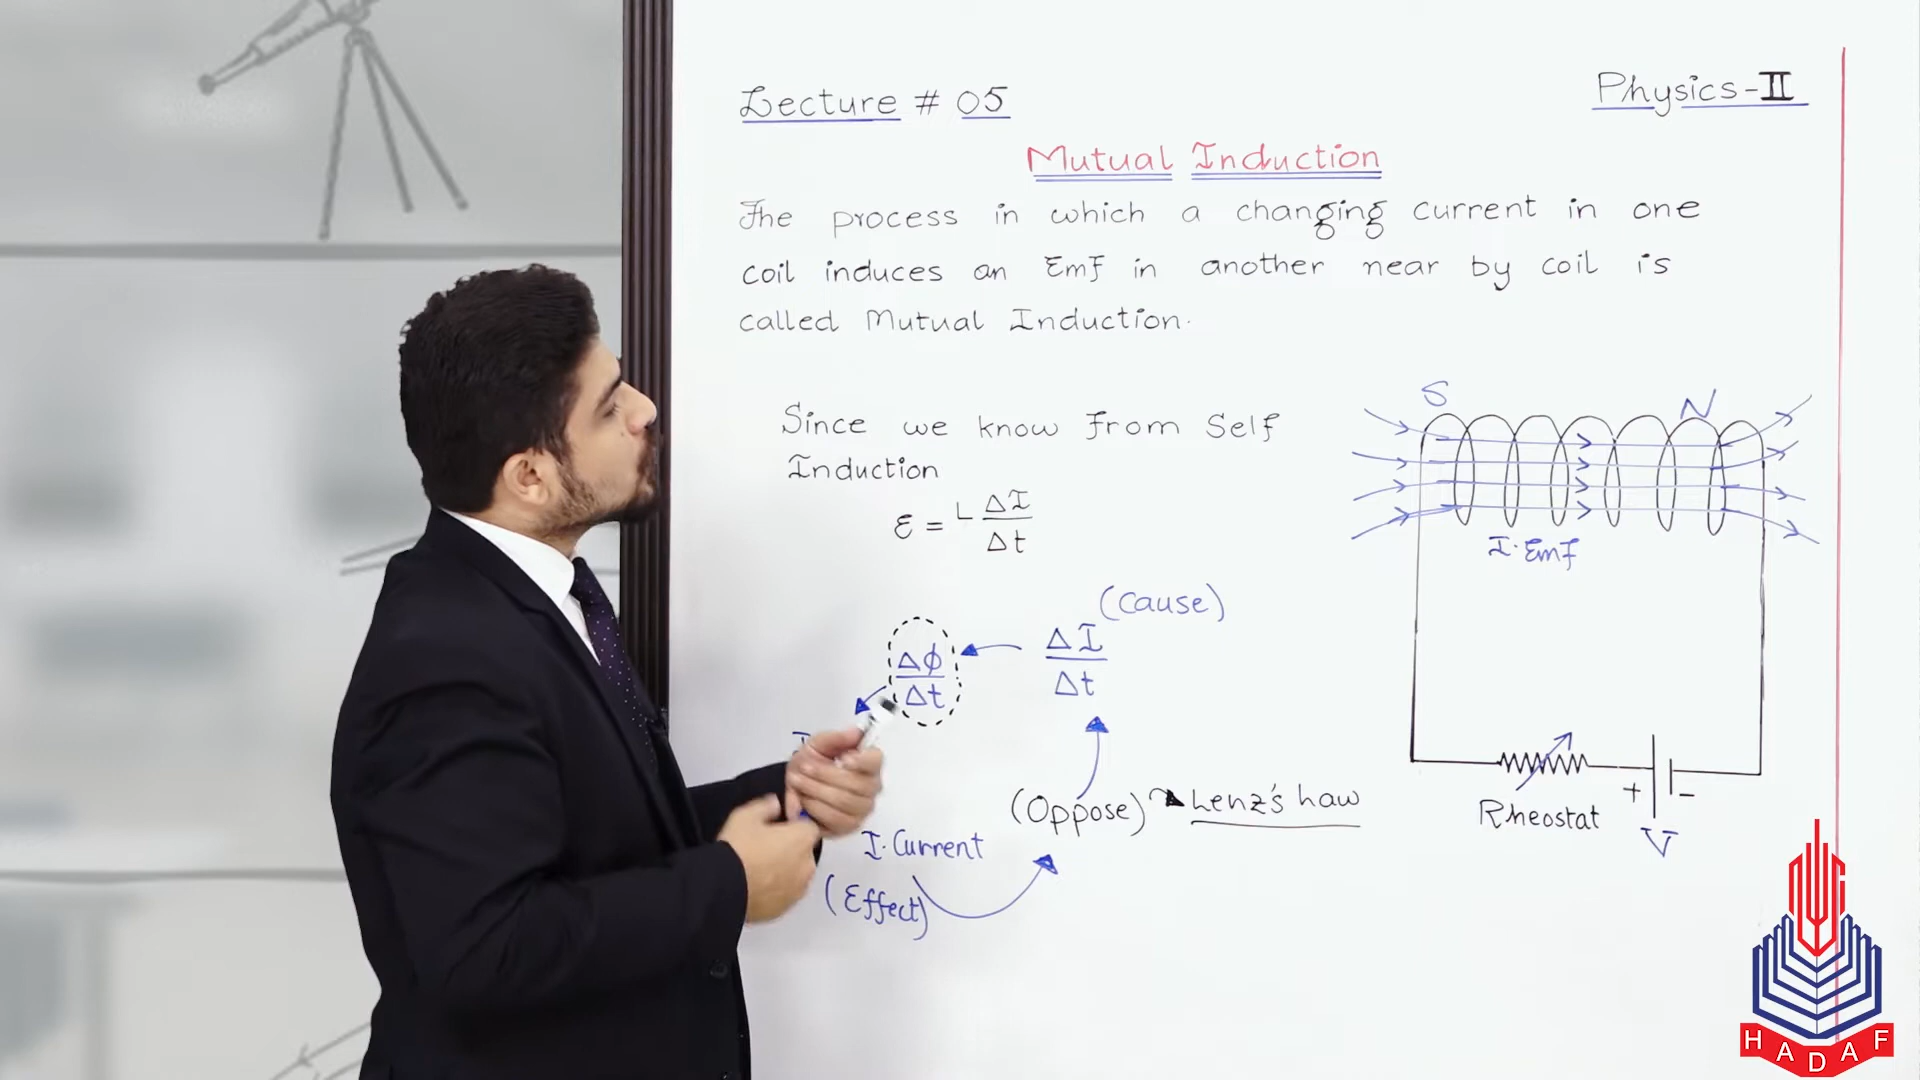 Lecture # 05
Physics-II
Mutual Induction
The process in which a changing current in one
coil induces an Emf in another near by coil is
called Mutual Induction.
Since we know from Self
Induction
ε = L ΔI/Δt
S
N
I. Emf
(Cause)
Δϕ/Δt
ΔI/Δt
(Oppose) Lenz's Law
I. Current
(Effect)
Rheostat
+ -
V
HADAF